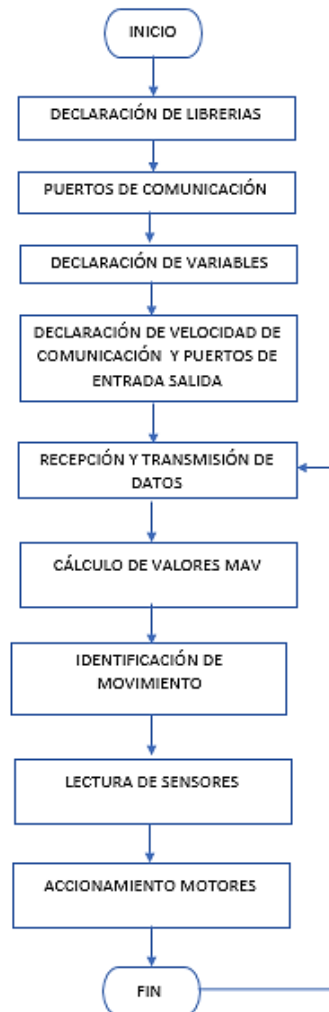 INICIO
DECLARACIÓN DE LIBRERIAS
PUERTOS DE COMUNICACIÓN
DECLARACIÓN DE VARIABLES
DECLARACIÓN DE VELOCIDAD DE
COMUNICACIÓN Y PUERTOS DE
ENTRADA SALIDA
RECEPCIÓN Y TRANSMISIÓN DE
DATOS
CÁLCULO DE VALORES MAV
IDENTIFICACIÓN DE
MOVIMIENTO
LECTURA DE SENSORES
ACCIONAMIENTO MOTORES
FIN